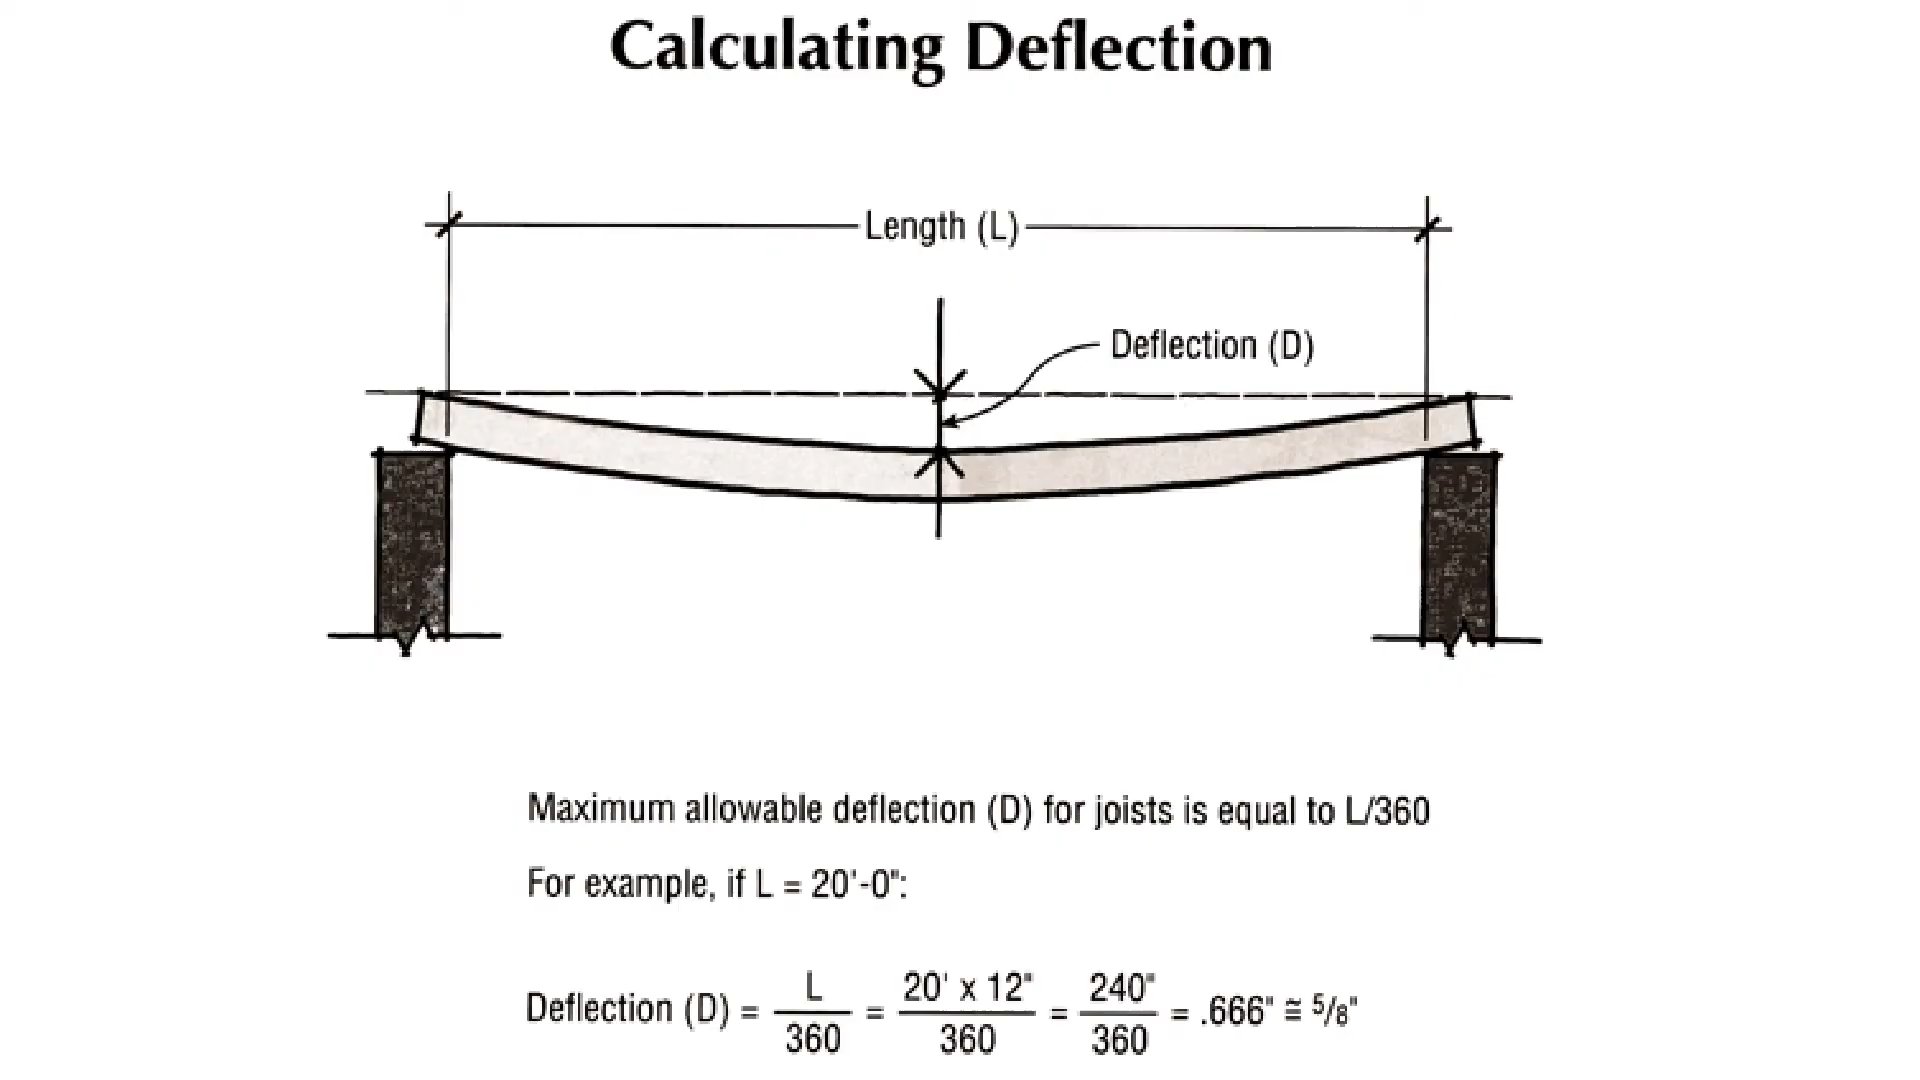 Calculating Deflection
Length (L)
Deflection (D)
Maximum allowable deflection (D) for joists is equal to L/360
For example, if L = 20'-0":
Deflection (D) = L/360 = 20' x 12"/360 = 240"/360 = .666" ≅ 5/8"